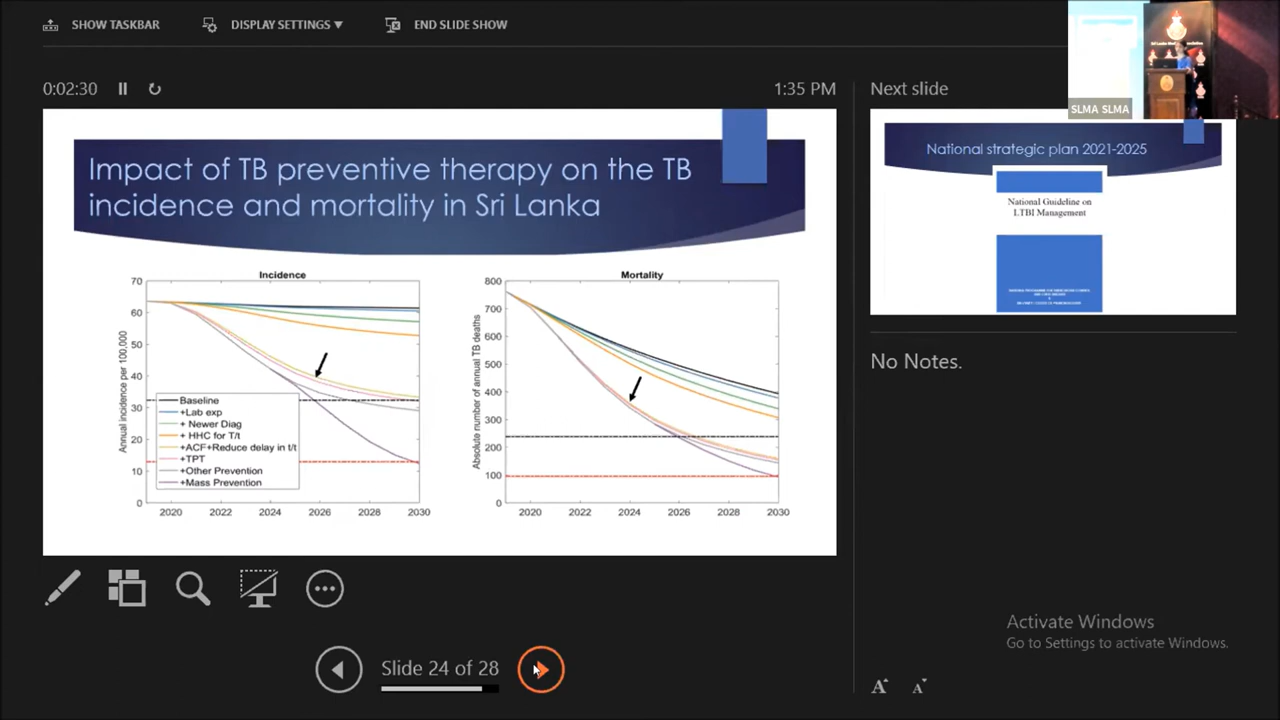 SHOW TASKBAR
DISPLAY SETTINGS
END SLIDE SHOW
SLMA SLMA
0:02:30
1:35 PM
Impact of TB preventive therapy on the TB
incidence and mortality in Sri Lanka
Incidence
Annual incidence per 100,000
70
60
50
40
30
20
10
0
Baseline
+Lab exp
+ Newer Diag
+ HHC for T/t
+ACF+Reduce delay in t/t
+TPT
+Other Prevention
+Mass Prevention
2020
2022
2024
2026
2028
2030
Mortality
Absolute number of annual TB deaths
800
700
600
500
400
300
200
100
0
2020
2022
2024
2026
2028
2030
Slide 24 of 28
Next slide
National strategic plan 2021-2025
National Guideline on
LTBI Management
No Notes.
Activate Windows
Go to Settings to activate Windows.
A A